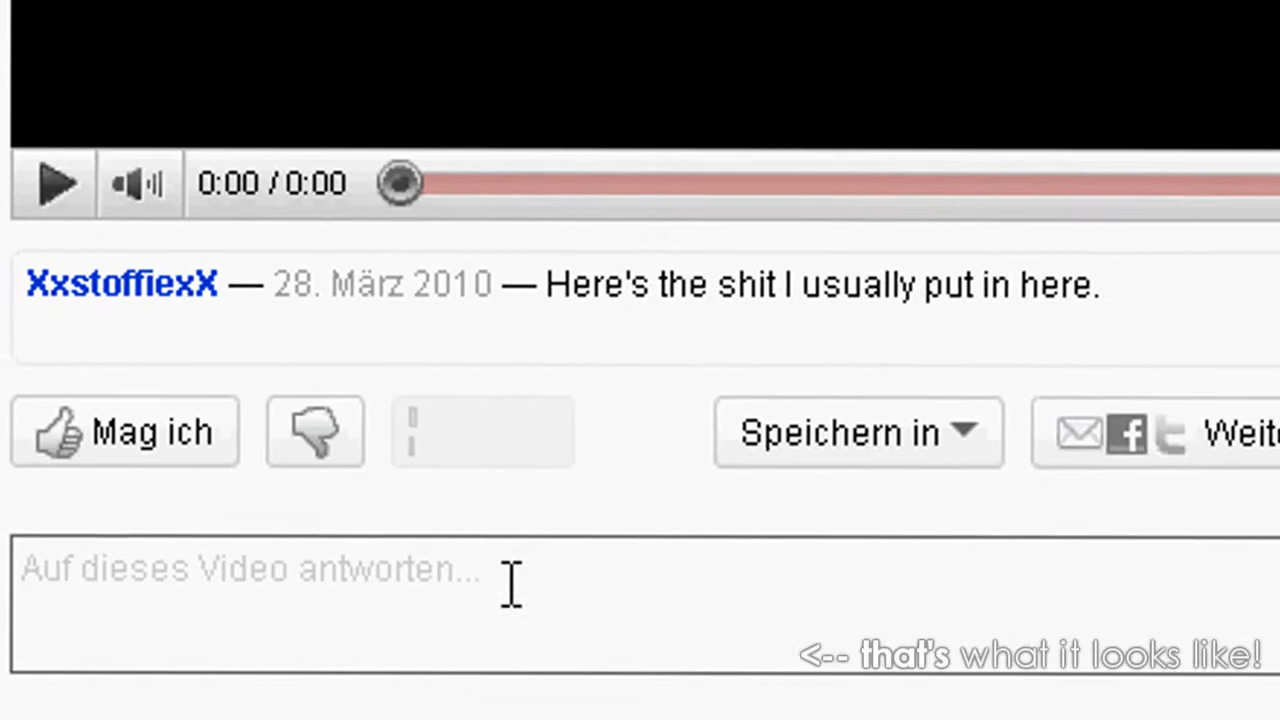 0:00 / 0:00
XxstoffiexX — 28. März 2010 — Here's the shit I usually put in here.
Mag ich
Speichern in
Weite
Auf dieses Video antworten...
<-- that's what it looks like!